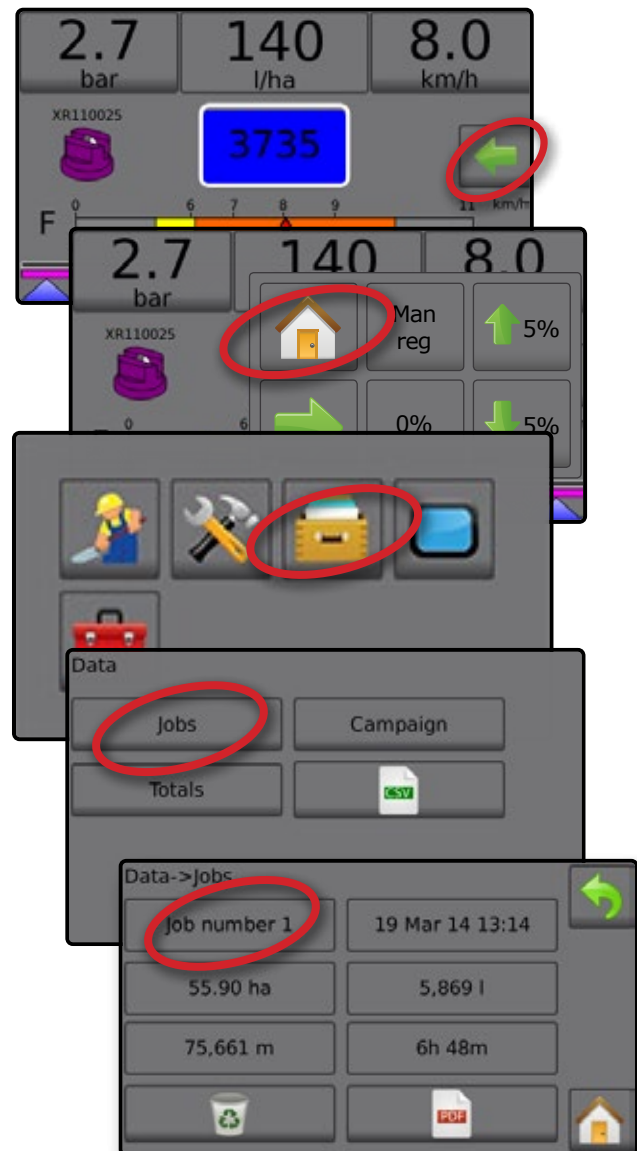 2.7 140 8.0
bar l/ha km/h
XR110025
3735
0 6 7 8 9 11 km/h
F
2.7 140 8.0
bar
XR110025
Man
reg
5%
0 6
0% 5%
Data
Jobs Campaign
Totals CSV
Data->Jobs
Job number 1 19 Mar 14 13:14
55.90 ha 5,869 l
75,661 m 6h 48m
PDF